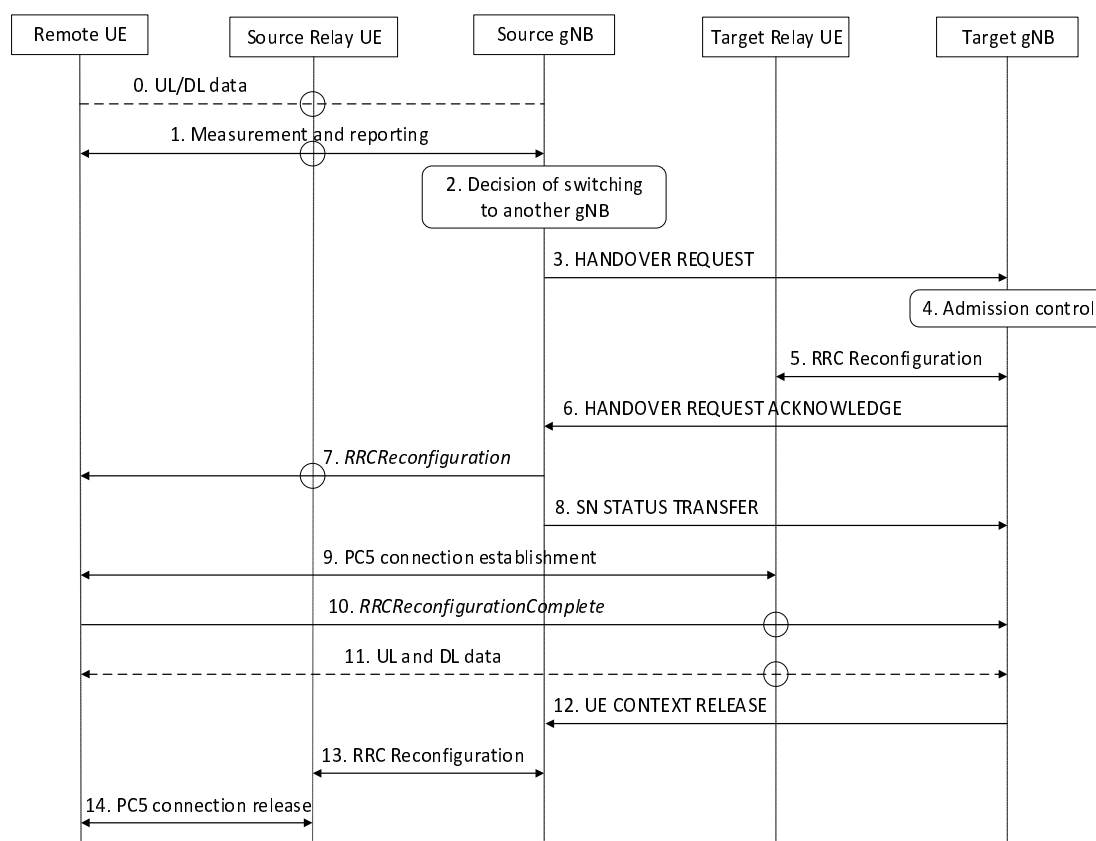 Remote UE
Source Relay UE
Source gNB
Target Relay UE
Target gNB
0. UL/DL data
1. Measurement and reporting
2. Decision of switching
to another gNB
3. HANDOVER REQUEST
4. Admission control
5. RRC Reconfiguration
6. HANDOVER REQUEST ACKNOWLEDGE
7. RRCReconfiguration
8. SN STATUS TRANSFER
9. PC5 connection establishment
10. RRCReconfigurationComplete
11. UL and DL data
12. UE CONTEXT RELEASE
13. RRC Reconfiguration
14. PC5 connection release